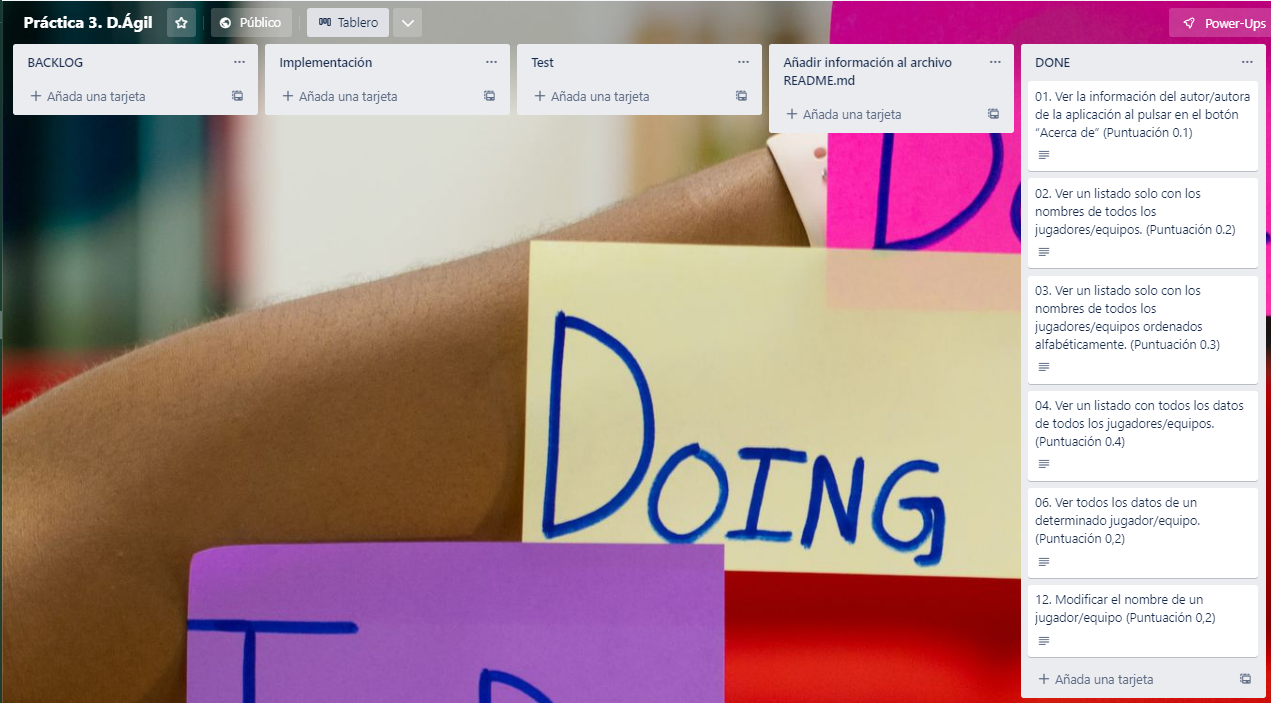 Práctica 3. D.Ágil
Público
Tablero
Power-Ups
BACKLOG
Añada una tarjeta
Implementación
Añada una tarjeta
Test
Añada una tarjeta
Añadir información al archivo
README.md
Añada una tarjeta
DONE
01. Ver la información del autor/autora
de la aplicación al pulsar en el botón
“Acerca de” (Puntuación 0.1)
02. Ver un listado solo con los
nombres de todos los
jugadores/equipos. (Puntuación 0.2)
03. Ver un listado solo con los
nombres de todos los
jugadores/equipos ordenados
alfabéticamente. (Puntuación 0.3)
04. Ver un listado con todos los datos
de todos los jugadores/equipos.
(Puntuación 0.4)
06. Ver todos los datos de un
determinado jugador/equipo.
(Puntuación 0,2)
12. Modificar el nombre de un
jugador/equipo (Puntuación 0,2)
Añada una tarjeta
DOING